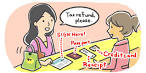 Tax refund,
please.
Sign Here!
Passport
Credit card
Receipt